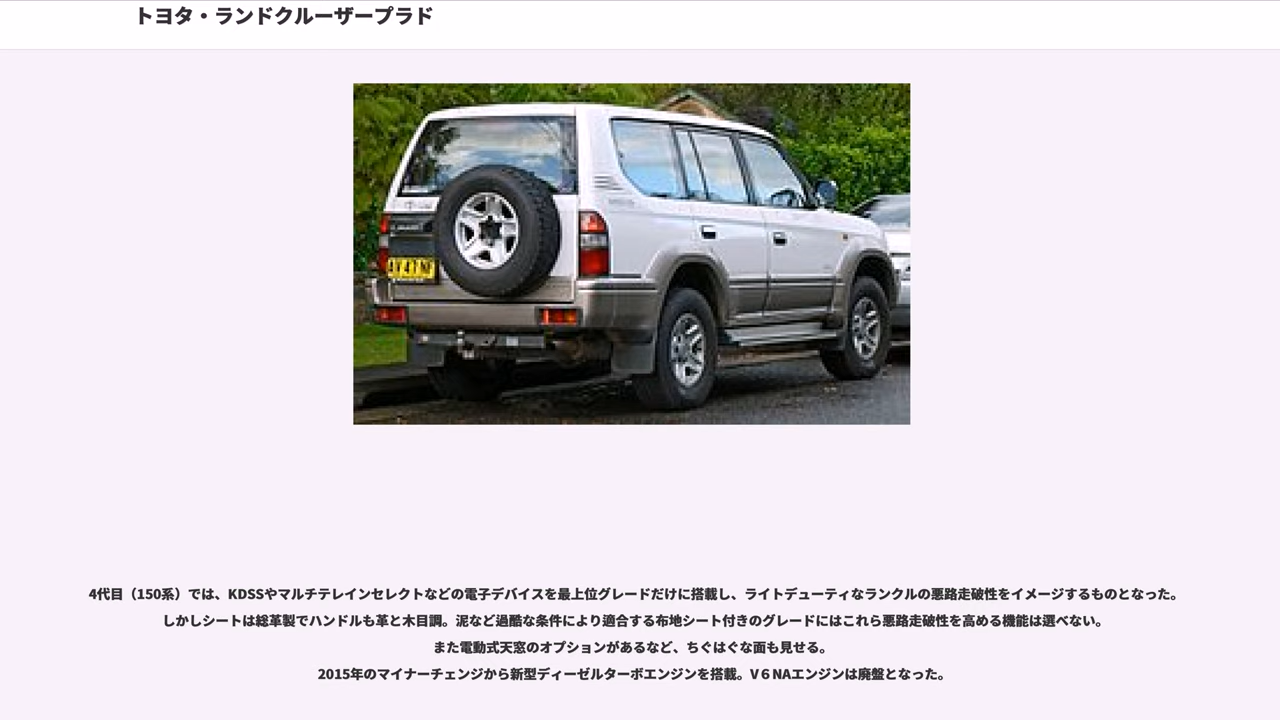 トヨタ・ランドクルーザープラド
4代目（150系）では、KDSSやマルチテレインセレクトなどの電子デバイスを最上位グレードだけに搭載し、ライトデューティなランクルの悪路走破性をイメージするものとなった。
しかしシートは総革製でハンドルも革と木目調。泥など過酷な条件により適合する布地シート付きのグレードにはこれら悪路走破性を高める機能は選べない。
また電動式天窓のオプションがあるなど、ちぐはぐな面も見せる。
2015年のマイナーチェンジから新型ディーゼルターボエンジンを搭載。V６NAエンジンは廃盤となった。